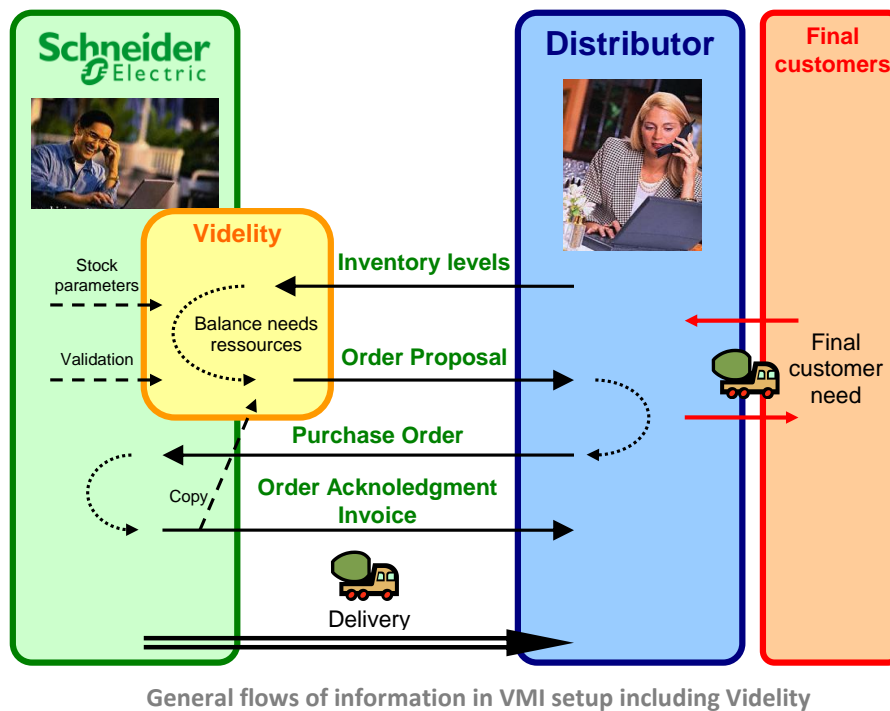 Schneider
Electric
Distributor
Final
customers
Videlity
Stock
parameters
Inventory levels
Balance needs
ressources
Validation
Order Proposal
Final
customer
need
Purchase Order
Copy
Order Acknoledgment
Invoice
Delivery
General flows of information in VMI setup including Videlity